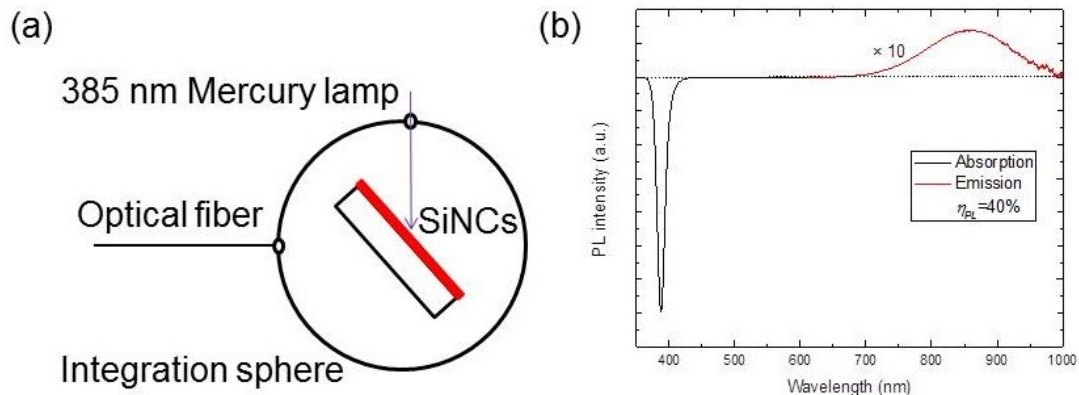 (a)
385 nm Mercury lamp
Optical fiber
SiNCs
Integration sphere
(b)
× 10
Absorption
Emission
ηPL=40%
PL intensity (a.u.)
400 500 600 700 800 900 1000
Wavelength (nm)